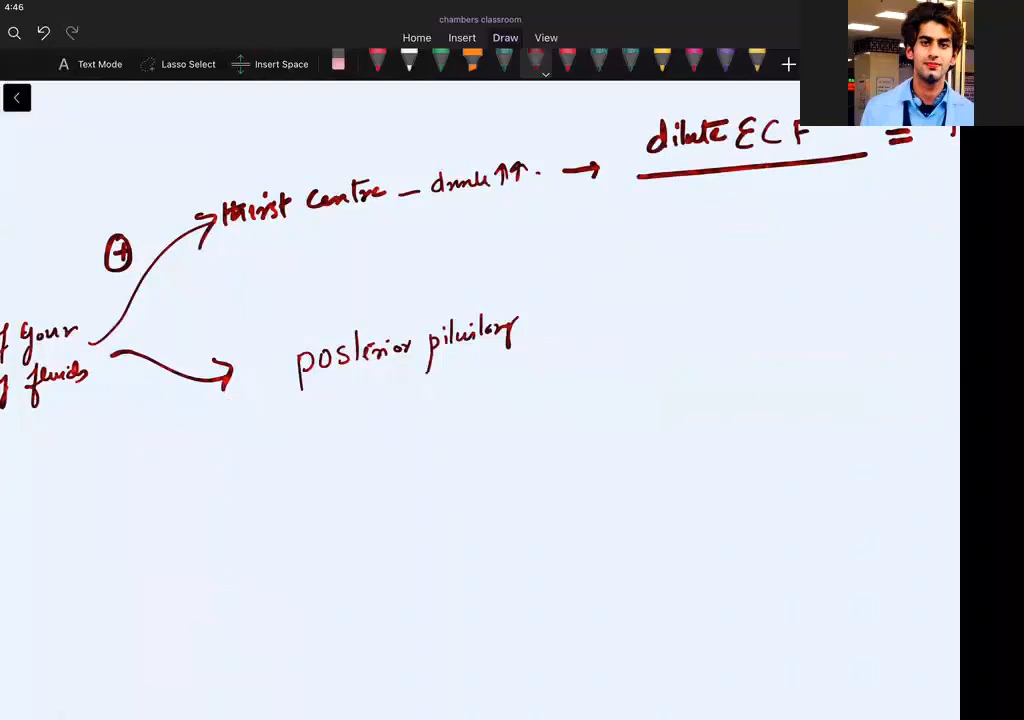 4:46
chambers classroom
Home Insert Draw View
Text Mode Lasso Select Insert Space
dilute ECF =
thirst centre - drink ↑↑. →
+
your
fluids
posterior pituitary